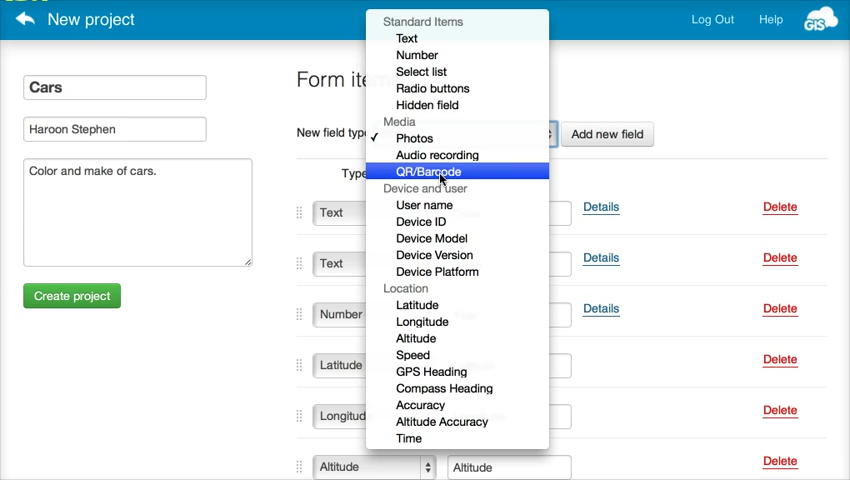 New project
Log Out
Help
GIS
Cars
Haroon Stephen
Color and make of cars.
Create project
Form ite
New field typ
Add new field
Standard Items
Text
Number
Select list
Radio buttons
Hidden field
Media
✓ Photos
Audio recording
QR/Barcode
Device and user
User name
Device ID
Device Model
Device Version
Device Platform
Location
Latitude
Longitude
Altitude
Speed
GPS Heading
Compass Heading
Accuracy
Altitude Accuracy
Time
Type
Text
Details
Delete
Text
Details
Delete
Number
Details
Delete
Latitude
Delete
Longitud
Delete
Altitude
Altitude
Delete